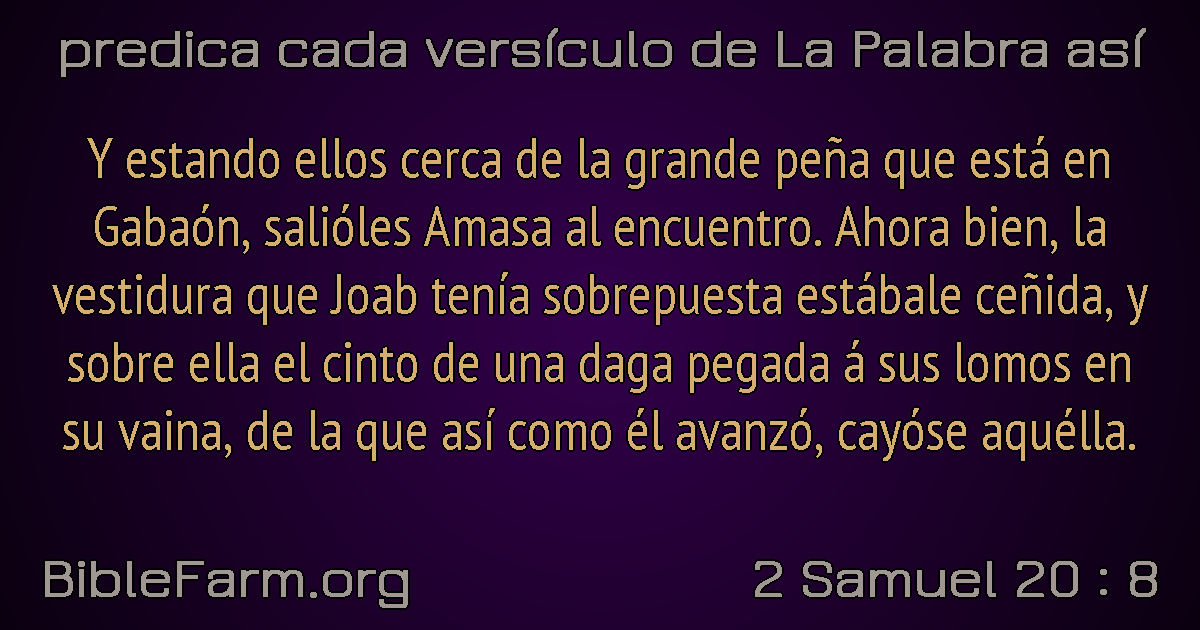 predica cada versículo de La Palabra así
Y estando ellos cerca de la grande peña que está en
Gabaón, salióles Amasa al encuentro. Ahora bien, la
vestidura que Joab tenía sobrepuesta estábale ceñida, y
sobre ella el cinto de una daga pegada á sus lomos en
su vaina, de la que así como él avanzó, cayóse aquélla.
BibleFarm.org
2 Samuel 20 : 8